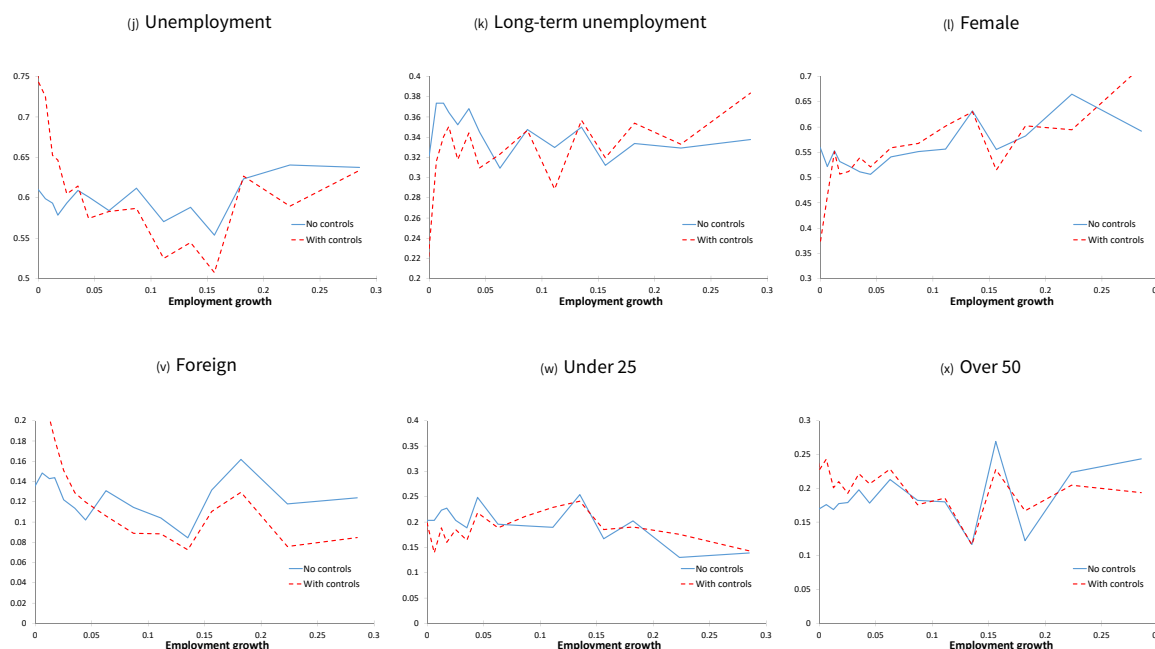 (j) Unemployment
0.75
0.7
0.65
0.6
0.55
0.5
0 0.05 0.1 0.15 0.2 0.25 0.3
Employment growth
No controls
With controls
(k) Long-term unemployment
0.4
0.38
0.36
0.34
0.32
0.3
0.28
0.26
0.24
0.22
0.2
0 0.05 0.1 0.15 0.2 0.25 0.3
Employment growth
No controls
With controls
(l) Female
0.7
0.65
0.6
0.55
0.5
0.45
0.4
0.35
0.3
0 0.05 0.1 0.15 0.2 0.25 0.3
Employment growth
No controls
With controls
(v) Foreign
0.2
0.18
0.16
0.14
0.12
0.1
0.08
0.06
0.04
0.02
0
0 0.05 0.1 0.15 0.2 0.25 0.3
Employment growth
No controls
With controls
(w) Under 25
0.4
0.35
0.3
0.25
0.2
0.15
0.1
0.05
0
0 0.05 0.1 0.15 0.2 0.25 0.3
Employment growth
No controls
With controls
(x) Over 50
0.3
0.25
0.2
0.15
0.1
0.05
0
0 0.05 0.1 0.15 0.2 0.25 0.3
Employment growth
No controls
With controls